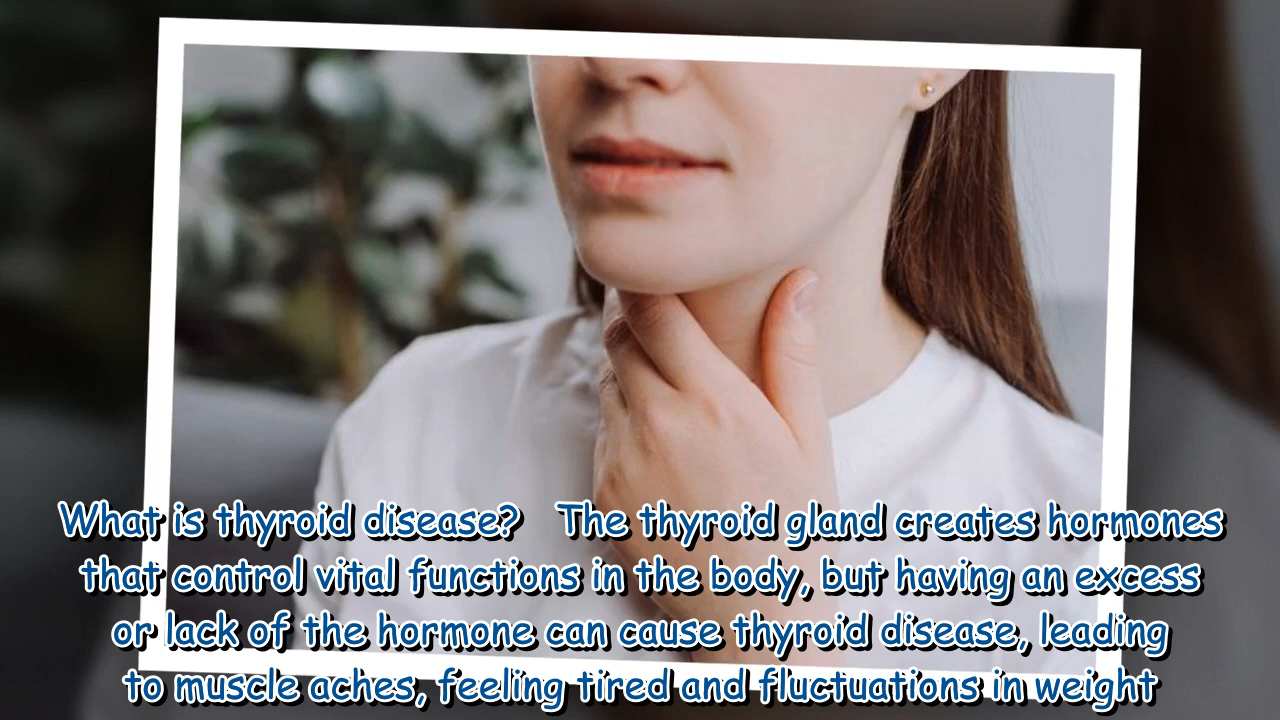 What is thyroid disease? The thyroid gland creates hormones
that control vital functions in the body, but having an excess
or lack of the hormone can cause thyroid disease, leading
to muscle aches, feeling tired and fluctuations in weight